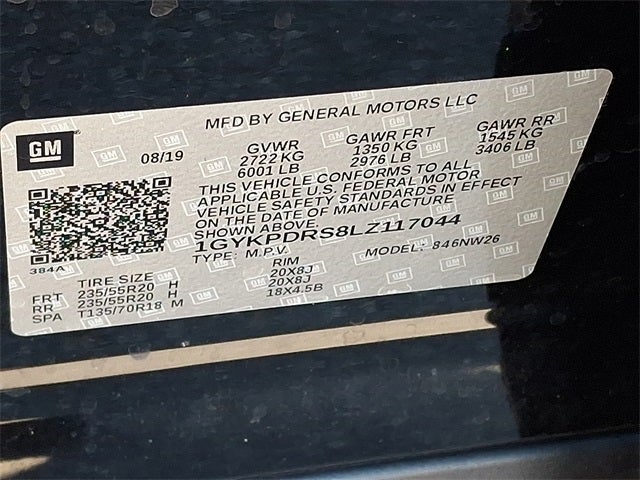 MFD BY GENERAL MOTORS LLC
GM
08/19
GVWR GAWR FRT GAWR RR
2722 KG 1350 KG 1545 KG
6001 LB 2976 LB 3406 LB
THIS VEHICLE CONFORMS TO ALL
APPLICABLE U.S. FEDERAL MOTOR
VEHICLE SAFETY STANDARDS IN EFFECT
ON THE DATE OF MANUFACTURE
SHOWN ABOVE
1GYKPDRS8LZ117044
TYPE: M.P.V. MODEL: 846NW26
384A
TIRE SIZE RIM
FRT 235/55R20 H 20X8J
RR 235/55R20 H 20X8J
SPA T135/70R18 M 18X4.5B